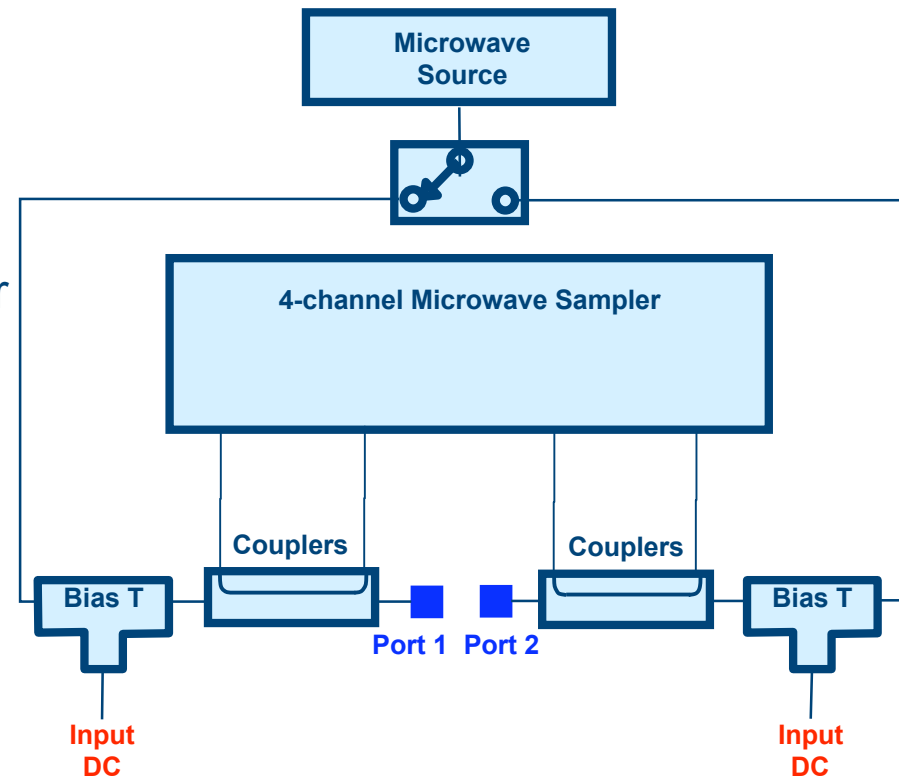 Microwave
Source
4-channel Microwave Sampler
Couplers
Couplers
Bias T
Bias T
Port 1 Port 2
Input
DC
Input
DC